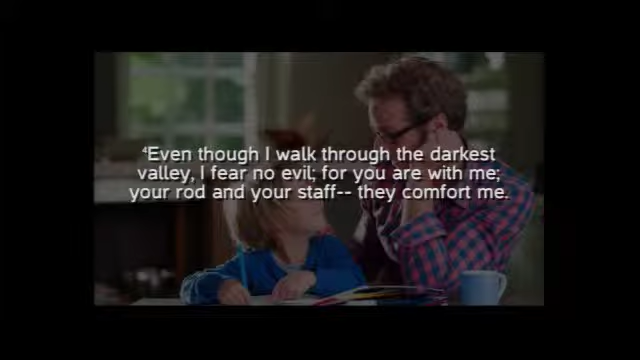 ⁴Even though I walk through the darkest
valley, I fear no evil; for you are with me;
your rod and your staff-- they comfort me.